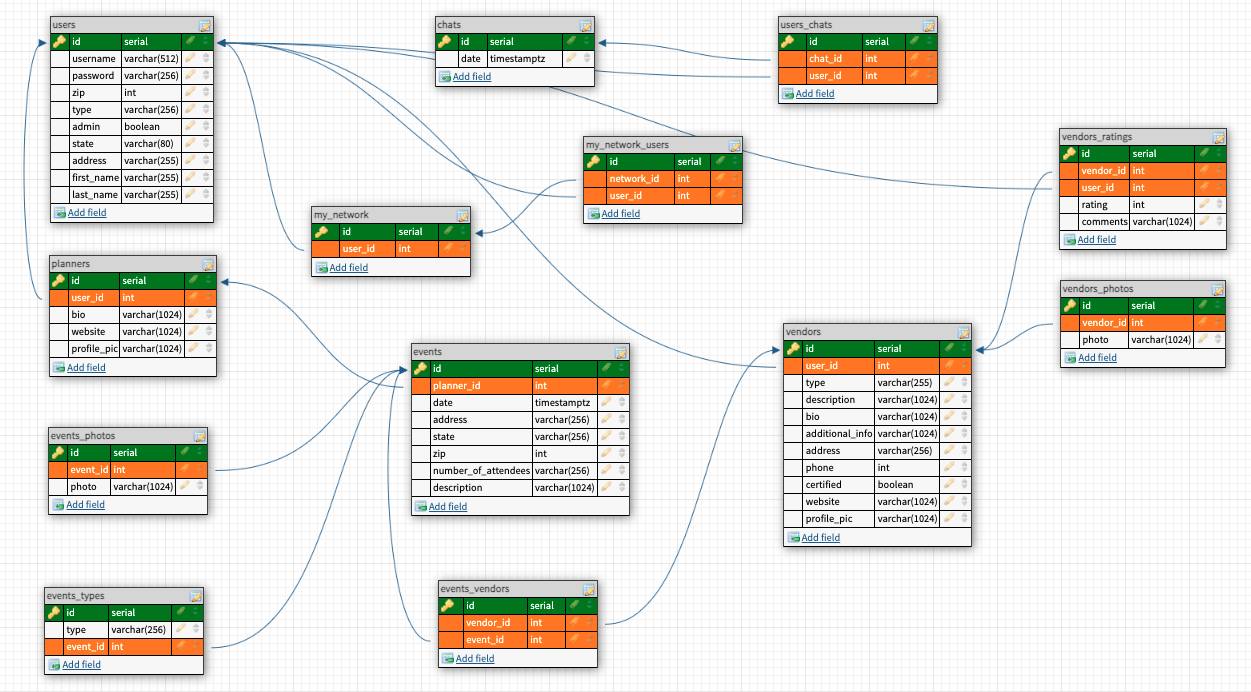 users
id serial
username varchar(512)
password varchar(256)
zip int
type varchar(256)
admin boolean
state varchar(80)
address varchar(255)
first_name varchar(255)
last_name varchar(255)
Add field
chats
id serial
date timestamptz
Add field
users_chats
id serial
chat_id int
user_id int
Add field
my_network_users
id serial
network_id int
user_id int
Add field
vendors_ratings
id serial
vendor_id int
user_id int
rating int
comments varchar(1024)
Add field
my_network
id serial
user_id int
Add field
planners
id serial
user_id int
bio varchar(1024)
website varchar(1024)
profile_pic varchar(1024)
Add field
vendors_photos
id serial
vendor_id int
photo varchar(1024)
Add field
events
id serial
planner_id int
date timestamptz
address varchar(256)
state varchar(256)
zip int
number_of_attendees varchar(256)
description varchar(1024)
Add field
vendors
id serial
user_id int
type varchar(255)
description varchar(1024)
bio varchar(1024)
additional_info varchar(1024)
address varchar(256)
phone int
certified boolean
website varchar(1024)
profile_pic varchar(1024)
Add field
events_photos
id serial
event_id int
photo varchar(1024)
Add field
events_types
id serial
type varchar(256)
event_id int
Add field
events_vendors
id serial
vendor_id int
event_id int
Add field